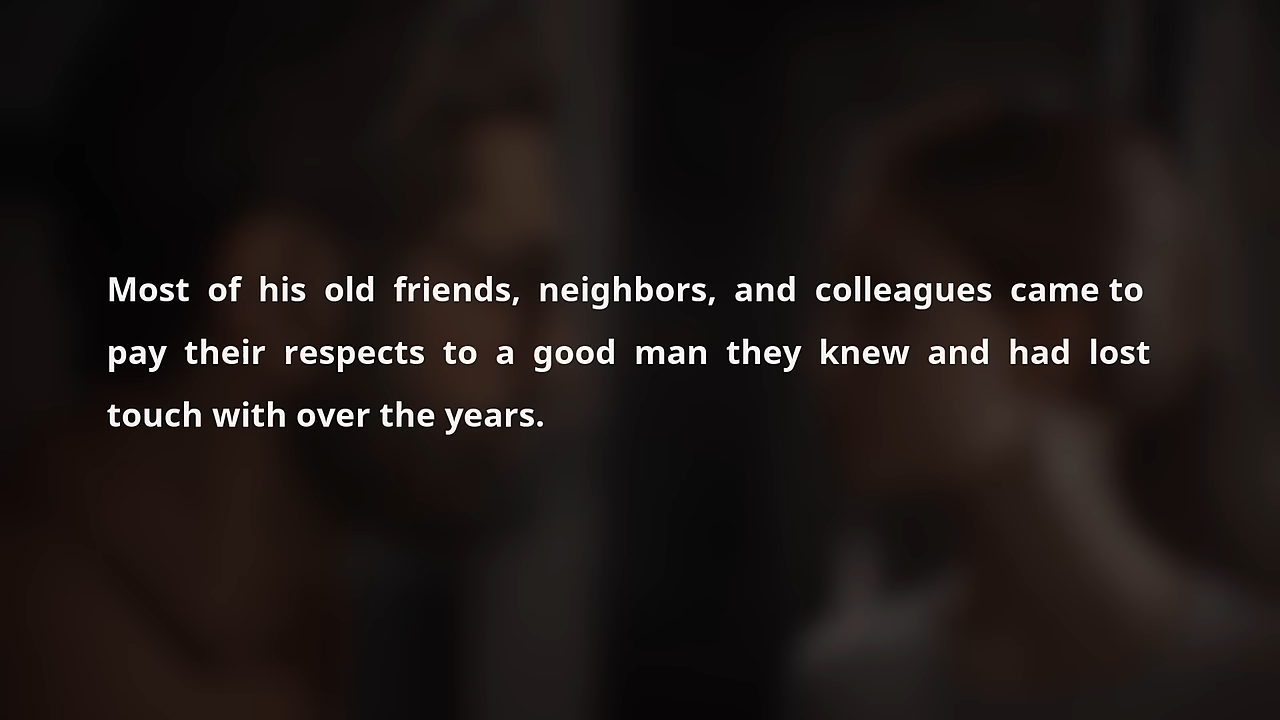 Most of his old friends, neighbors, and colleagues came to
pay their respects to a good man they knew and had lost
touch with over the years.